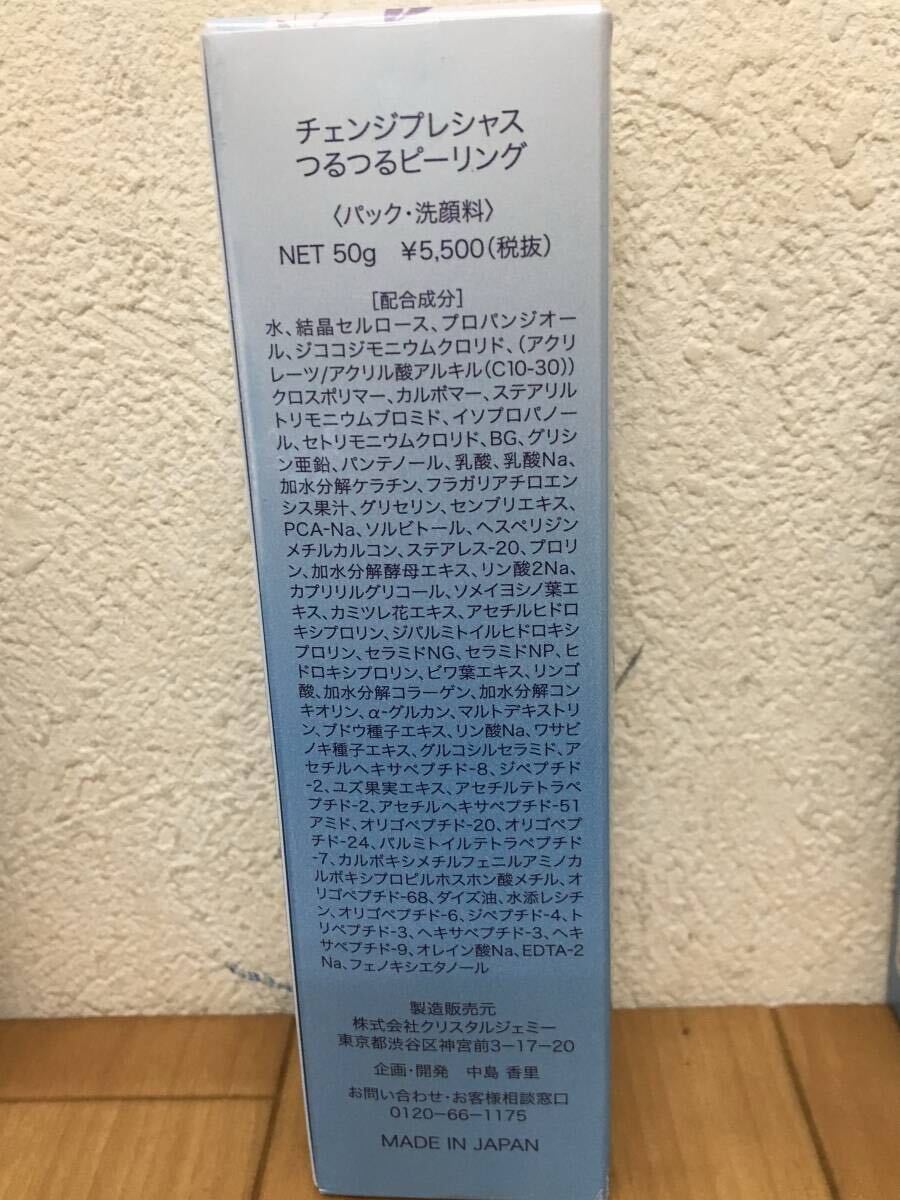 チェンジプレシャス
つるつるピーリング
〈パック・洗顔料〉
NET 50g ¥5,500(税抜)
[配合成分]
水、結晶セルロース、プロパンジオー
ル、ジココジモニウムクロリド、(アクリ
レーツ/アクリル酸アルキル(C10-30))
クロスポリマー、カルボマー、ステアリル
トリモニウムブロミド、イソプロパノー
ル、セトリモニウムクロリド、BG、グリシ
ン亜鉛、パンテノール、乳酸、乳酸Na、
加水分解ケラチン、フラガリアチロエン
シス果汁、グリセリン、センブリエキス、
PCA-Na、ソルビトール、ヘスペリジン
メチルカルコン、ステアレス-20、プロリ
ン、加水分解酵母エキス、リン酸2Na、
カプリリルグリコール、ソメイヨシノ葉エ
キス、カミツレ花エキス、アセチルヒドロ
キシプロリン、ジパルミトイルヒドロキシ
プロリン、セラミドNG、セラミドNP、ヒ
ドロキシプロリン、ビワ葉エキス、リンゴ
酸、加水分解コラーゲン、加水分解コン
キオリン、α-グルカン、マルトデキストリ
ン、ブドウ種子エキス、リン酸Na、ワサビ
ノキ種子エキス、グルコシルセラミド、ア
セチルヘキサペプチド-8、ジペプチド
-2、ユズ果実エキス、アセチルテトラペ
プチド-2、アセチルヘキサペプチド-51
アミド、オリゴペプチド-20、オリゴペプ
チド-24、パルミトイルテトラペプチド
-7、カルボキシメチルフェニルアミノカ
ルボキシプロピルホスホン酸メチル、オ
リゴペプチド-68、ダイズ油、水添レシチ
ン、オリゴペプチド-6、ジペプチド-4、ト
リペプチド-3、ヘキサペプチド-3、ヘキ
サペプチド-9、オレイン酸Na、EDTA-2
Na、フェノキシエタノール
製造販売元
株式会社クリスタルジェミー
東京都渋谷区神宮前3-17-20
企画・開発 中島 香里
お問い合わせ・お客様相談窓口
0120-66-1175
MADE IN JAPAN